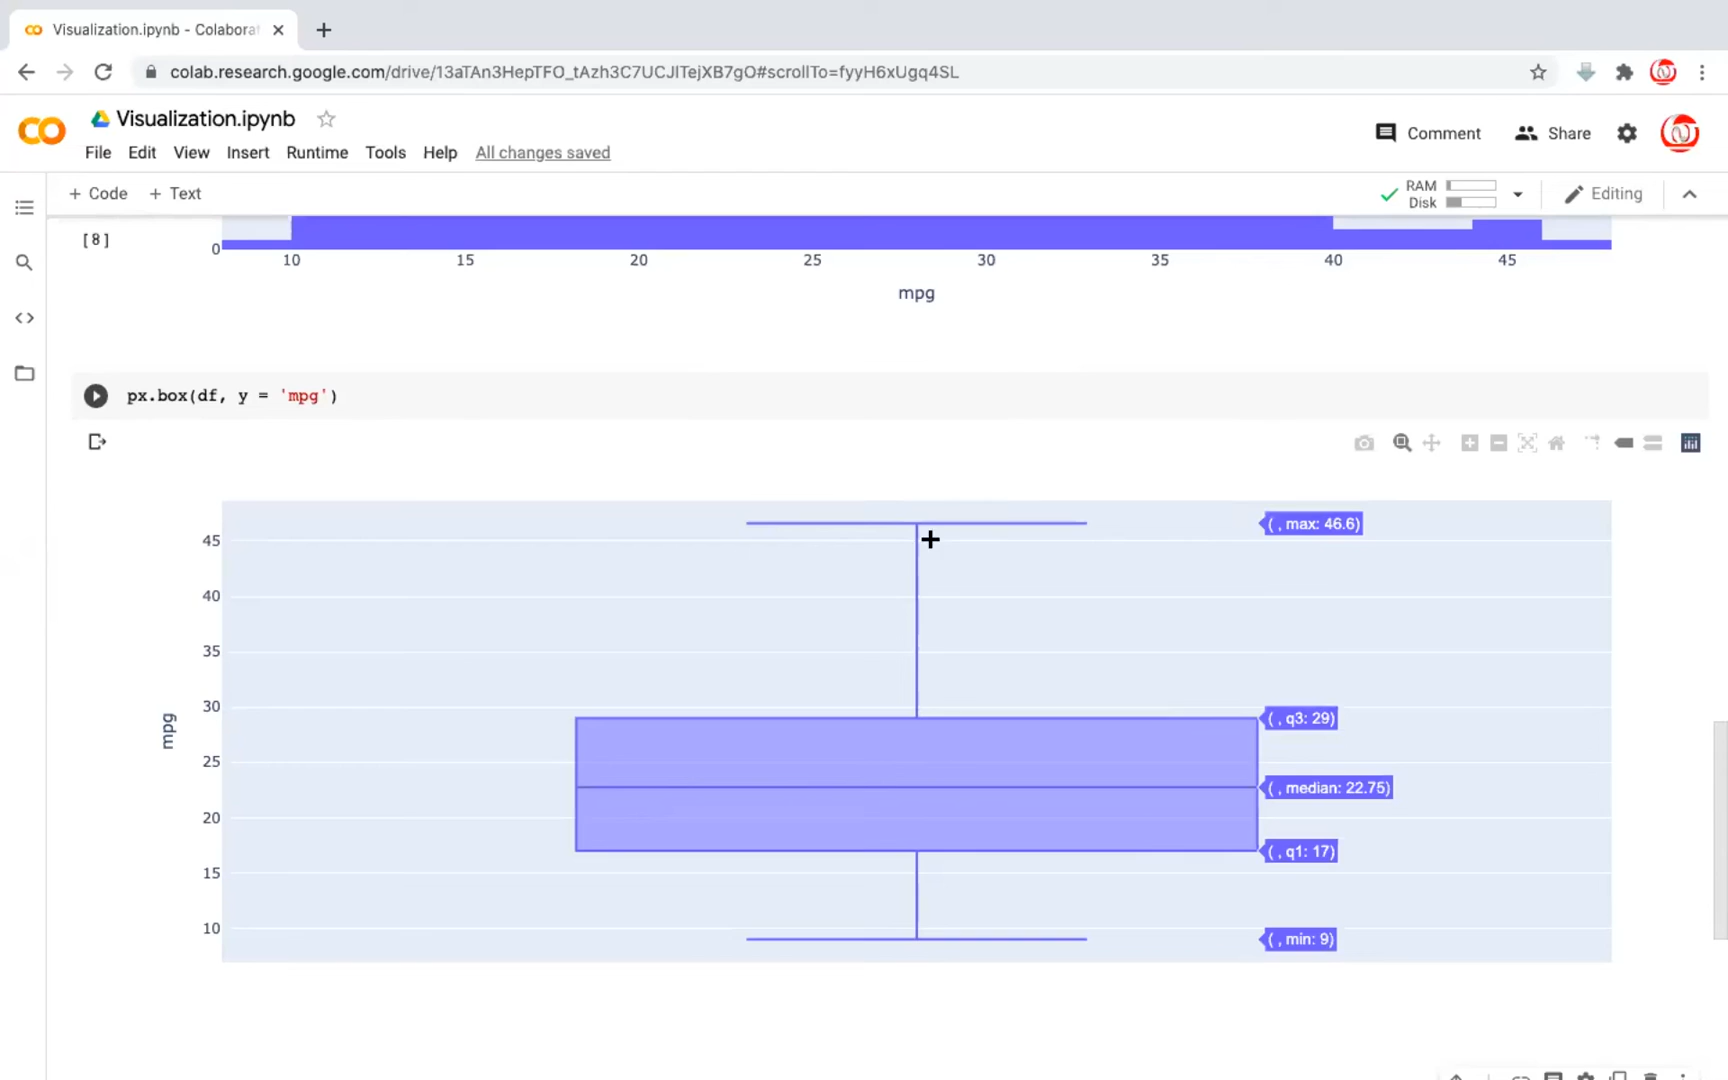 Visualization.ipynb - Colabora
colab.research.google.com/drive/13aTAn3HepTFO_tAzh3C7UCJlTejXB7gO#scrollTo=fyyH6xUgq4SL
Visualization.ipynb
Comment
Share
File Edit View Insert Runtime Tools Help All changes saved
+ Code + Text
RAM
Disk
Editing
[8]
0
10 15 20 25 30 35 40 45
mpg
px.box(df, y = 'mpg')
( , max: 46.6)
45
40
35
30
( , q3: 29)
mpg
25
( , median: 22.75)
20
( , q1: 17)
15
10
( , min: 9)